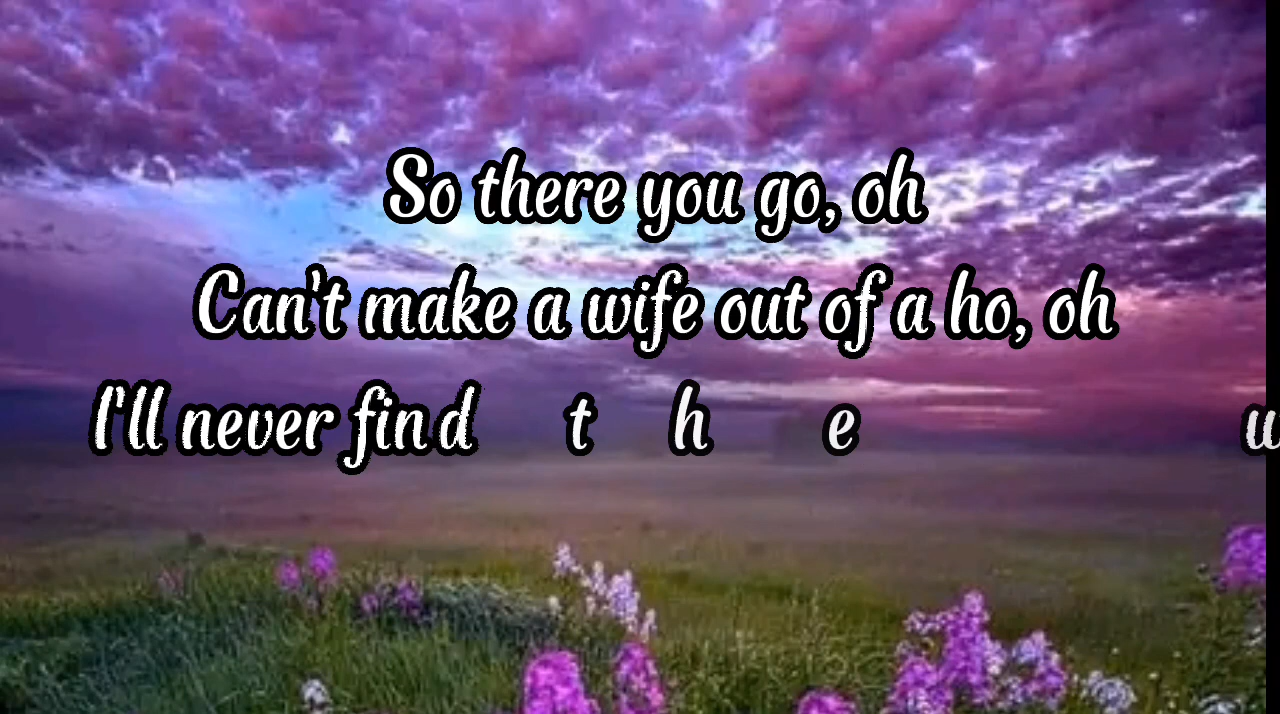 So there you go, oh
Can't make a wife out of a ho, oh
I'll never find the w